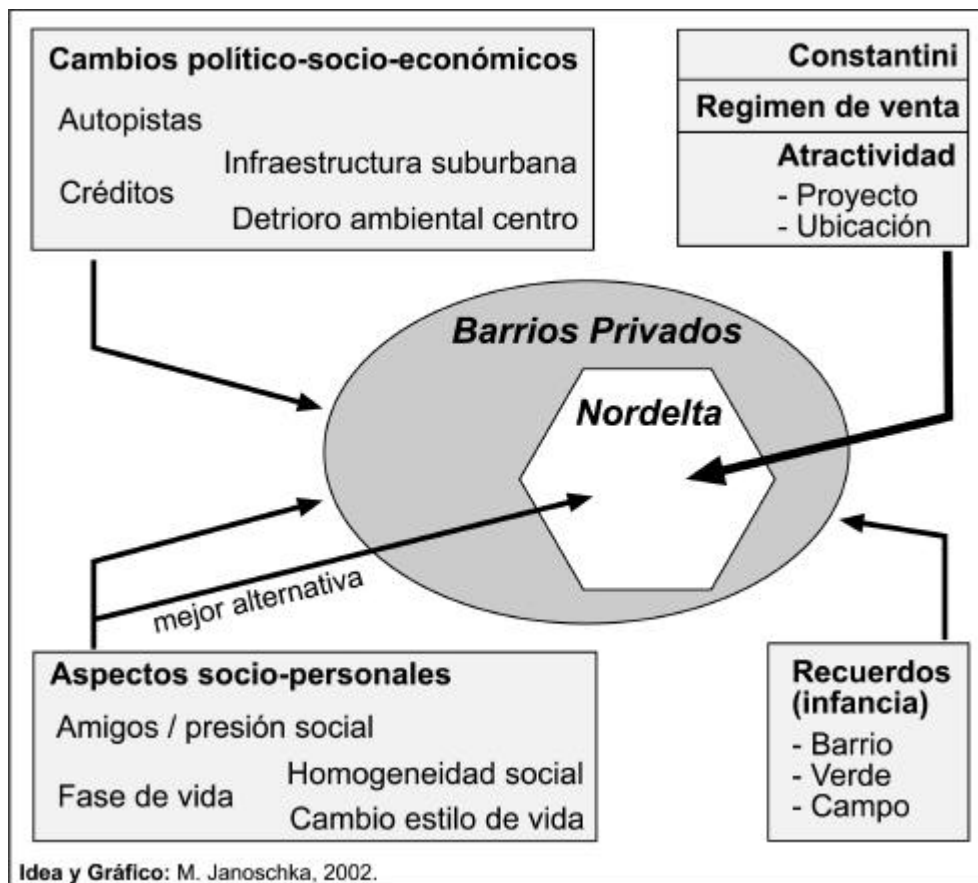 Cambios político-socio-económicos
Autopistas
Infraestructura suburbana
Créditos
Detrioro ambiental centro
Constantini
Regimen de venta
Atractividad
- Proyecto
- Ubicación
Barrios Privados
Nordelta
mejor alternativa
Aspectos socio-personales
Amigos / presión social
Homogeneidad social
Fase de vida
Cambio estilo de vida
Recuerdos
(infancia)
- Barrio
- Verde
- Campo
Idea y Gráfico: M. Janoschka, 2002.